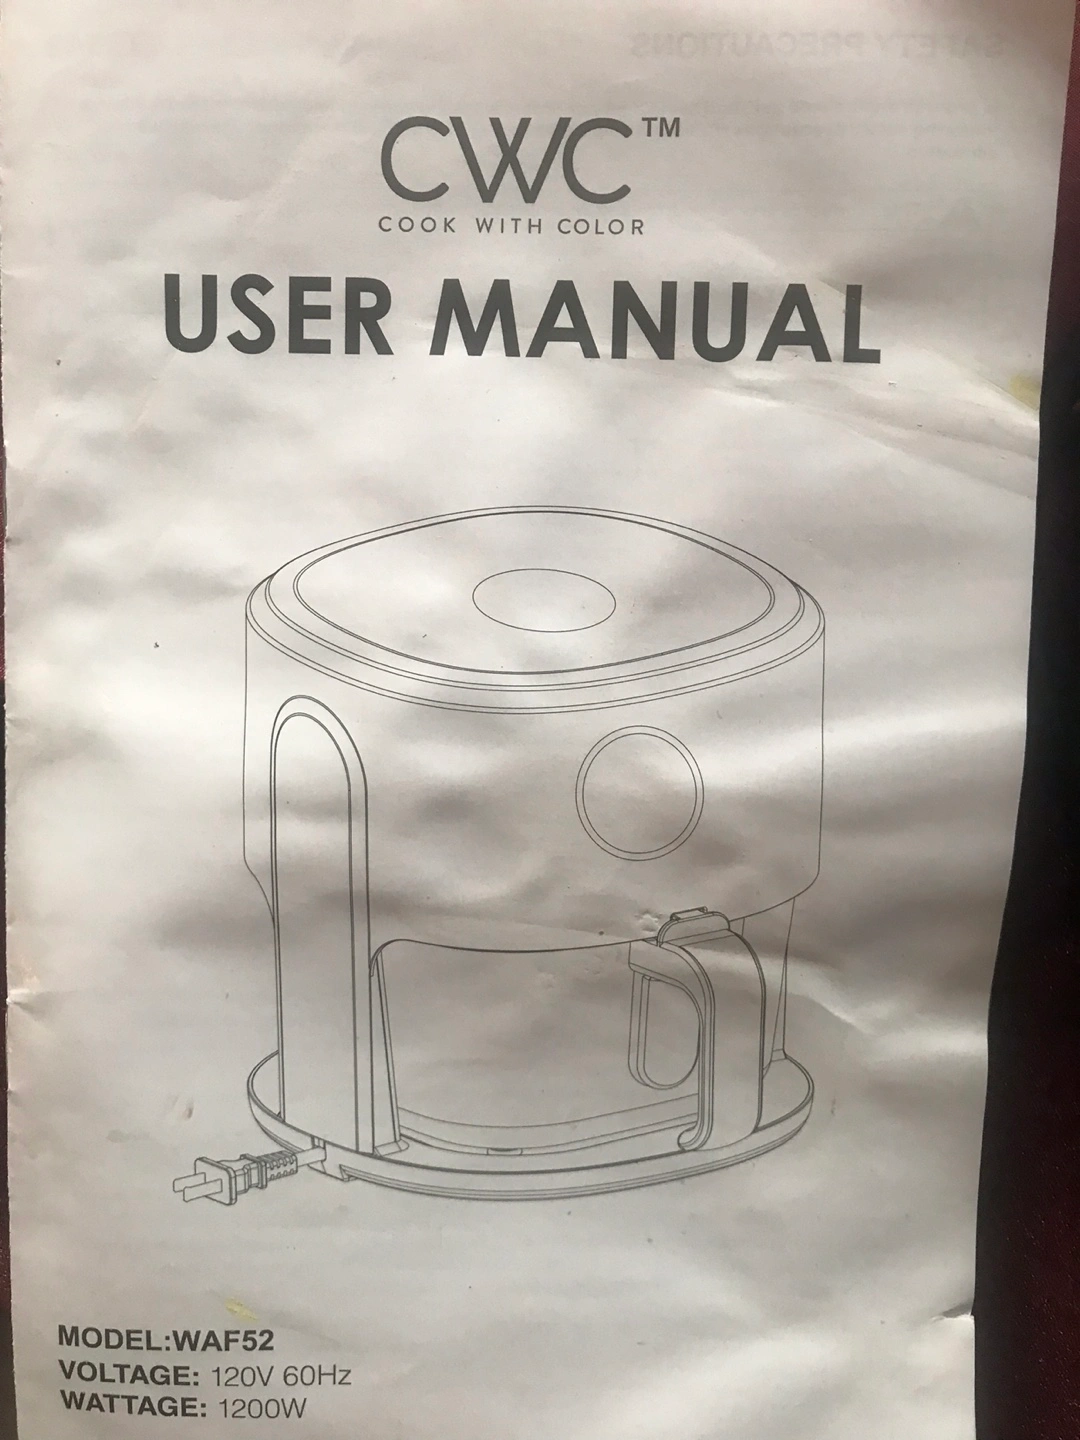 CWC™
COOK WITH COLOR
USER MANUAL
MODEL:WAF52
VOLTAGE: 120V 60Hz
WATTAGE: 1200W